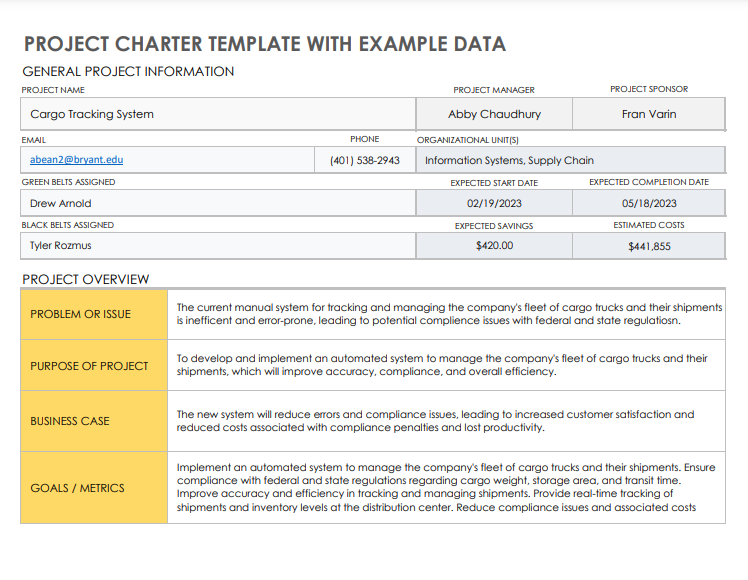 PROJECT CHARTER TEMPLATE WITH EXAMPLE DATA
GENERAL PROJECT INFORMATION
PROJECT NAME PROJECT MANAGER PROJECT SPONSOR
Cargo Tracking System Abby Chaudhury Fran Varin
EMAIL PHONE ORGANIZATIONAL UNIT(S)
abean2@bryant.edu (401) 538-2943 Information Systems, Supply Chain
GREEN BELTS ASSIGNED EXPECTED START DATE EXPECTED COMPLETION DATE
Drew Arnold 02/19/2023 05/18/2023
BLACK BELTS ASSIGNED EXPECTED SAVINGS ESTIMATED COSTS
Tyler Rozmus $420.00 $441,855
PROJECT OVERVIEW
PROBLEM OR ISSUE
The current manual system for tracking and managing the company's fleet of cargo trucks and their shipments
is inefficent and error-prone, leading to potential complience issues with federal and state regulatiosn.
PURPOSE OF PROJECT
To develop and implement an automated system to manage the company's fleet of cargo trucks and their
shipments, which will improve accuracy, compliance, and overall efficiency.
BUSINESS CASE
The new system will reduce errors and compliance issues, leading to increased customer satisfaction and
reduced costs associated with compliance penalties and lost productivity.
GOALS / METRICS
Implement an automated system to manage the company's fleet of cargo trucks and their shipments. Ensure
compliance with federal and state regulations regarding cargo weight, storage area, and transit time.
Improve accuracy and efficiency in tracking and managing shipments. Provide real-time tracking of
shipments and inventory levels at the distribution center. Reduce compliance issues and associated costs